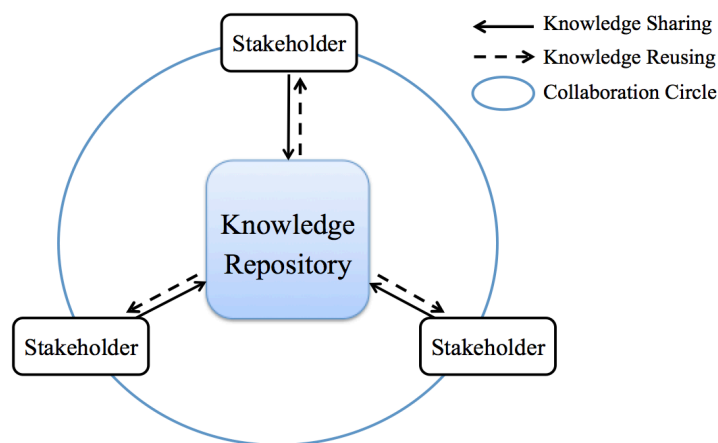 Stakeholder
Knowledge Sharing
Knowledge Reusing
Collaboration Circle
Knowledge
Repository
Stakeholder
Stakeholder